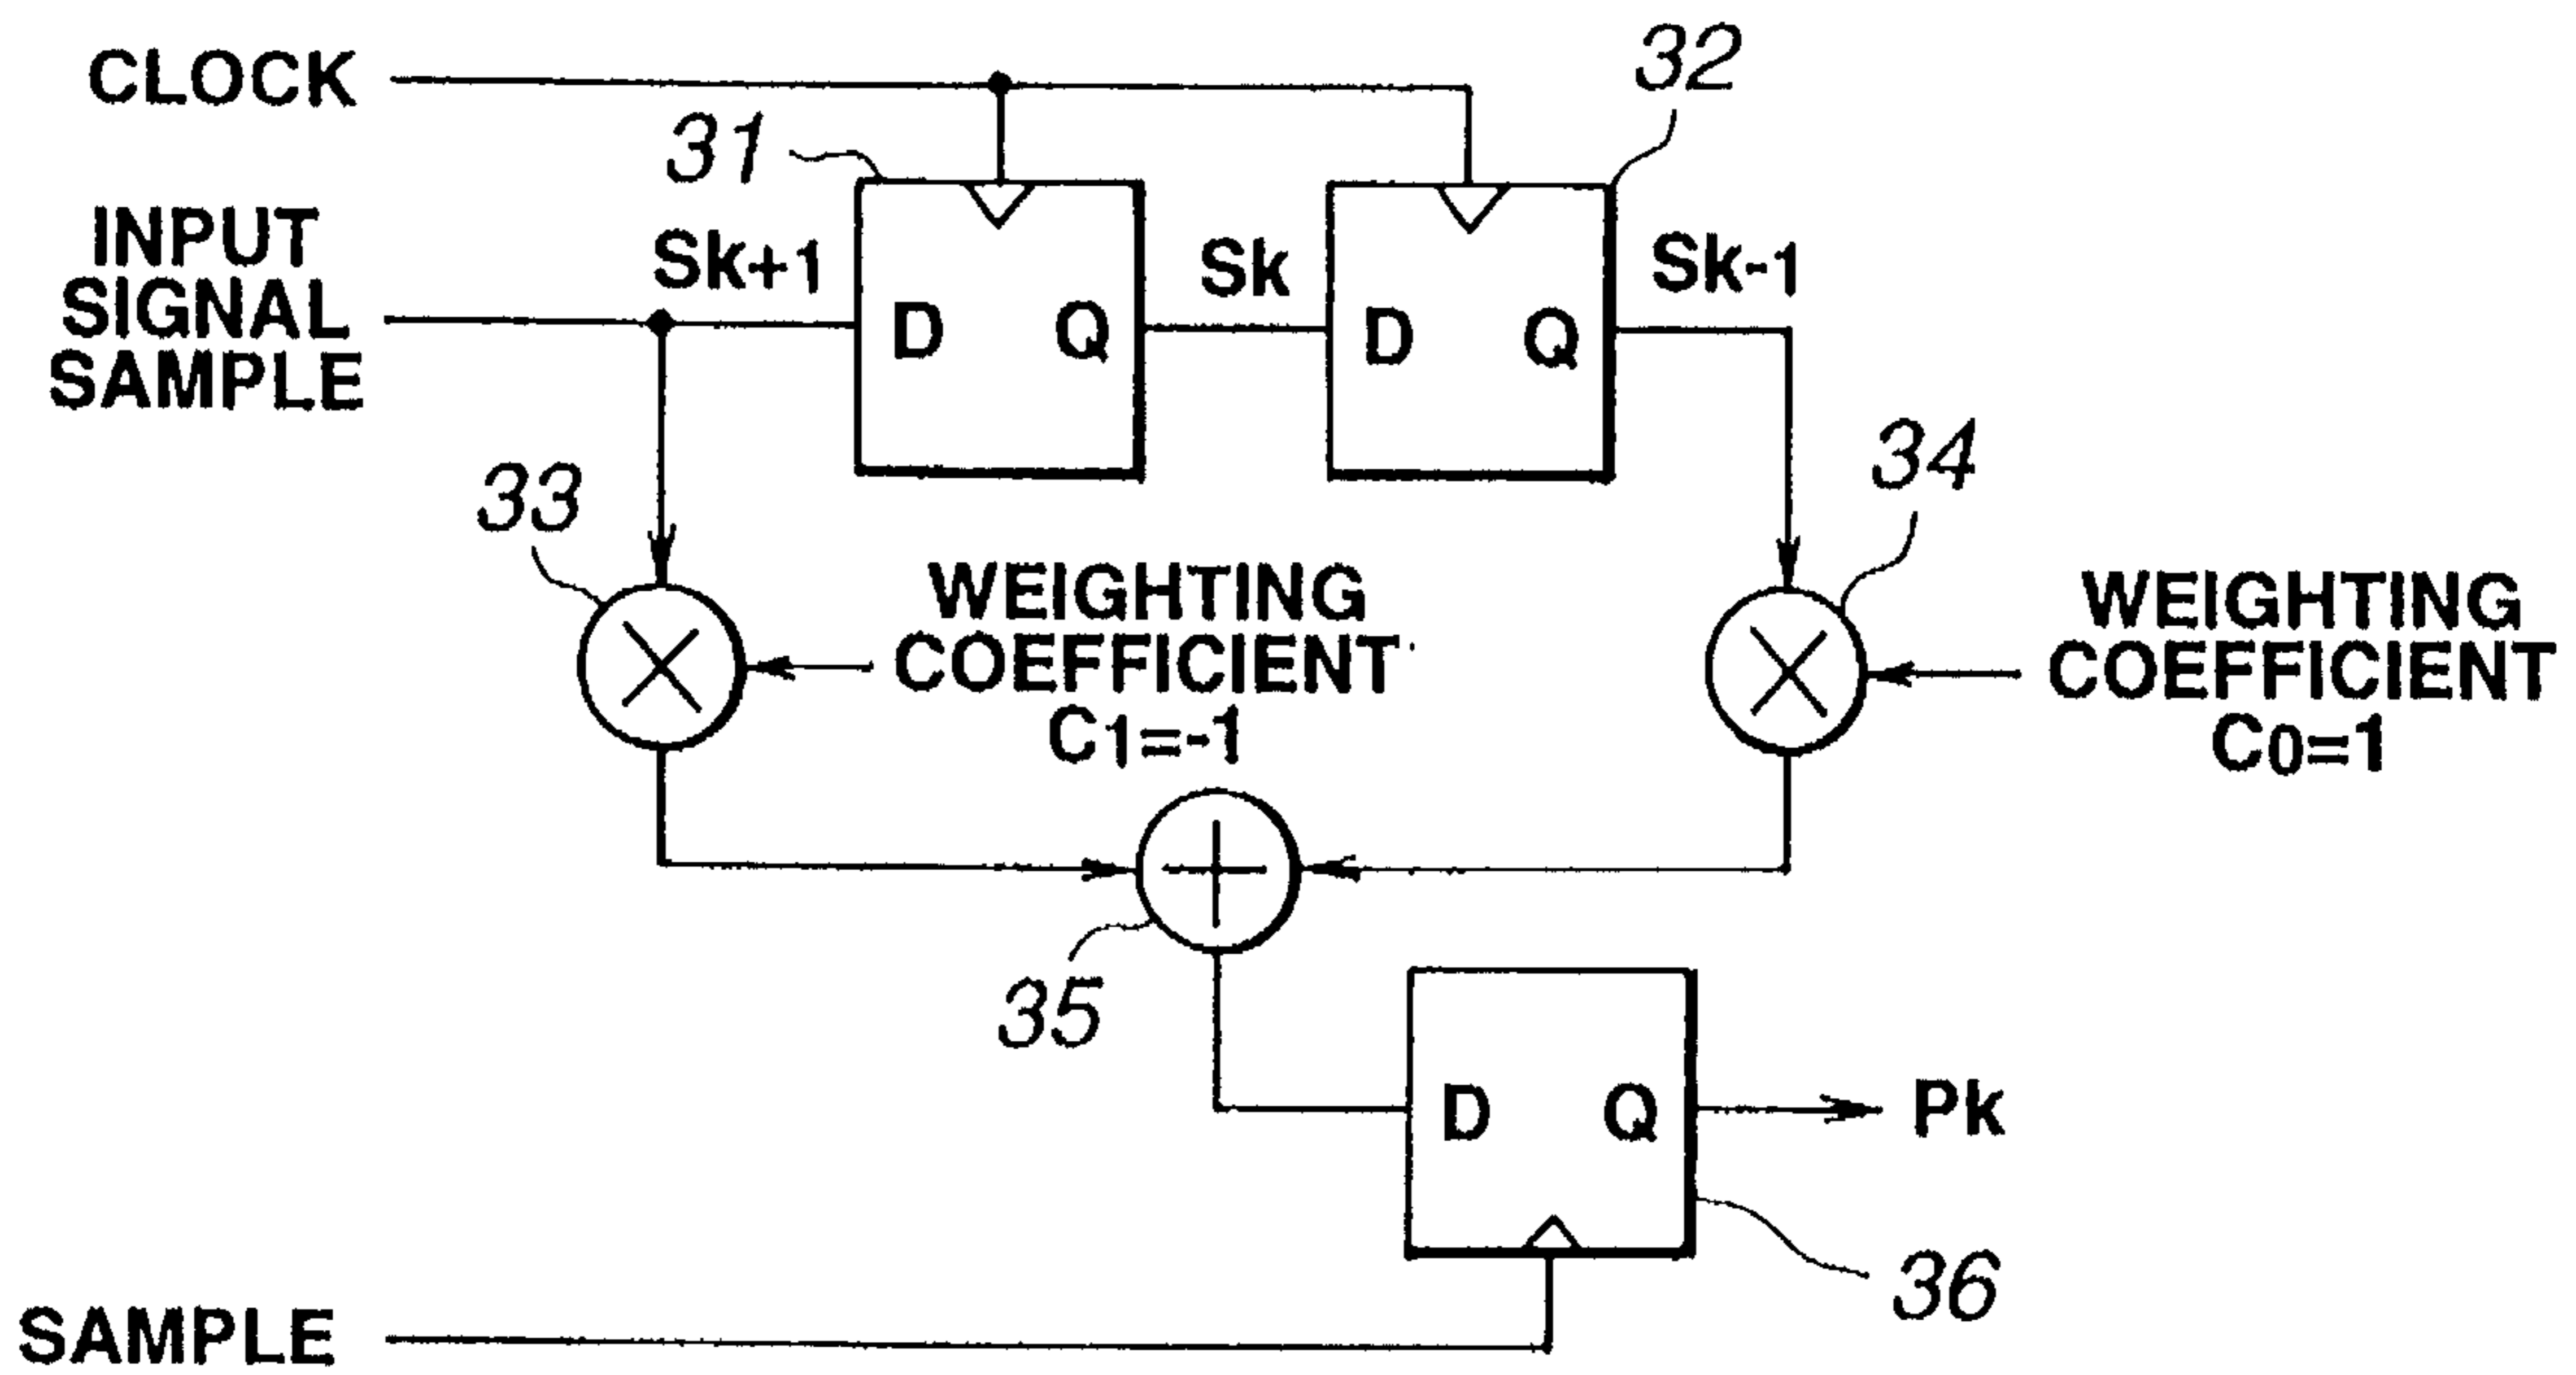 CLOCK
32
31
INPUT
SIGNAL
SAMPLE
Sk+1
D Q
Sk
D Q
Sk-1
33
34
WEIGHTING
COEFFICIENT
C1=-1
WEIGHTING
COEFFICIENT
C0=1
35
D Q
Pk
36
SAMPLE